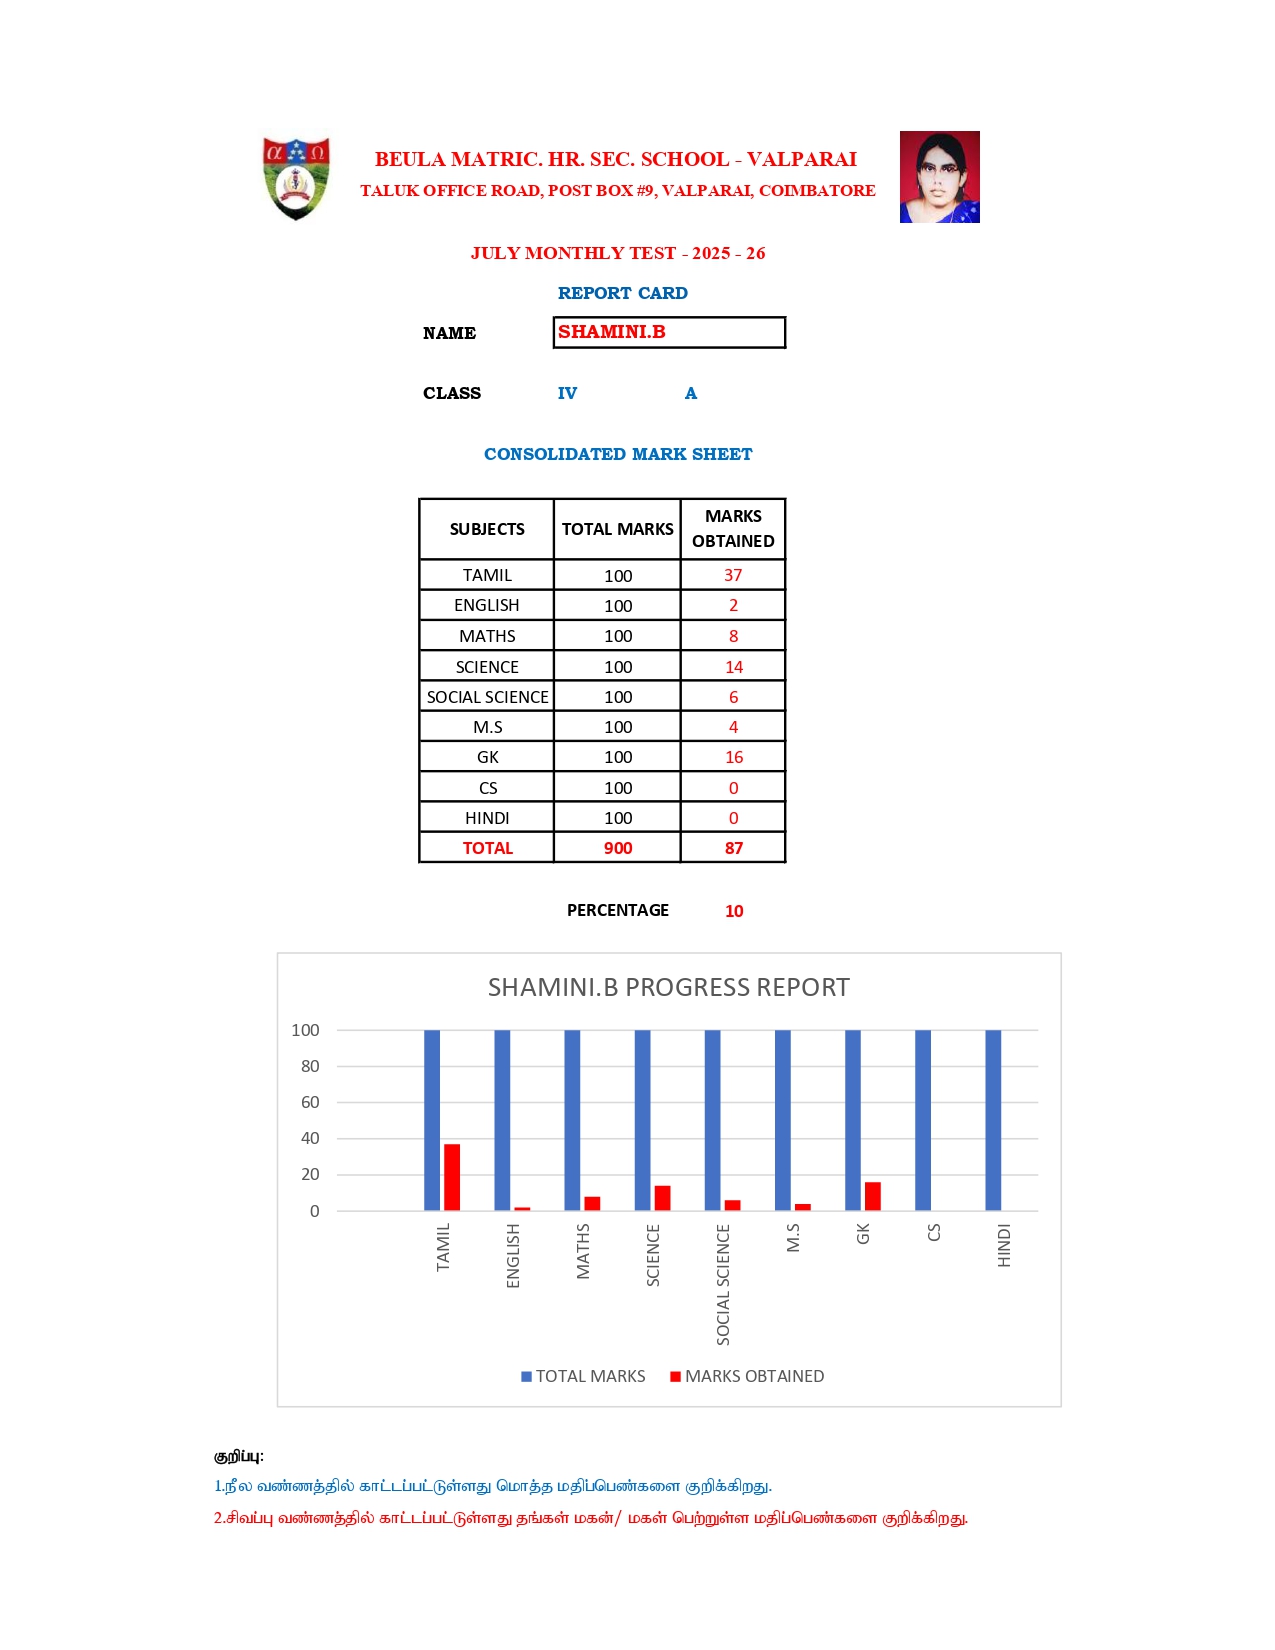 α Ω
BEULA MATRIC. HR. SEC. SCHOOL - VALPARAI
TALUK OFFICE ROAD, POST BOX #9, VALPARAI, COIMBATORE
JULY MONTHLY TEST - 2025 - 26
REPORT CARD
NAME SHAMINI.B
CLASS IV A
CONSOLIDATED MARK SHEET
SUBJECTS TOTAL MARKS MARKS OBTAINED
TAMIL 100 37
ENGLISH 100 2
MATHS 100 8
SCIENCE 100 14
SOCIAL SCIENCE 100 6
M.S 100 4
GK 100 16
CS 100 0
HINDI 100 0
TOTAL 900 87
PERCENTAGE 10
SHAMINI.B PROGRESS REPORT
100
80
60
40
20
0
TAMIL ENGLISH MATHS SCIENCE SOCIAL SCIENCE M.S GK CS HINDI
TOTAL MARKS MARKS OBTAINED
குறிப்பு:
1.நீல வண்ணத்தில் காட்டப்பட்டுள்ளது மொத்த மதிப்பெண்களை குறிக்கிறது.
2.சிவப்பு வண்ணத்தில் காட்டப்பட்டுள்ளது தங்கள் மகன்/ மகள் பெற்றுள்ள மதிப்பெண்களை குறிக்கிறது.